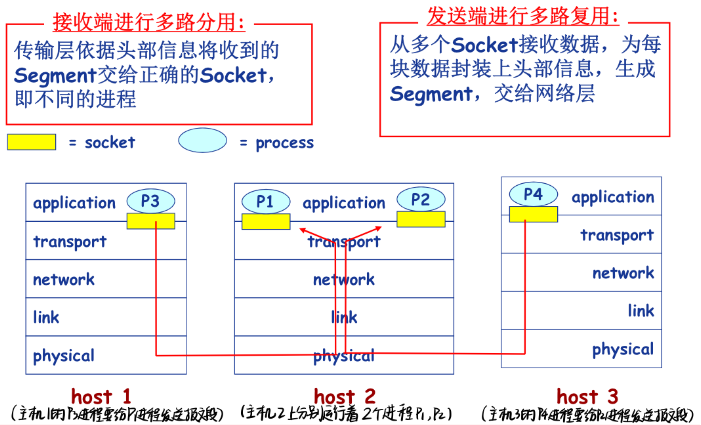 接收端进行多路分用:
传输层依据头部信息将收到的
Segment交给正确的Socket，
即不同的进程
发送端进行多路复用:
从多个Socket接收数据，为每
块数据封装上头部信息，生成
Segment，交给网络层
= socket
= process
application
P3
transport
network
link
physical
P1
application
P2
transport
network
link
physical
P4
application
transport
network
link
physical
host 1
host 2
host 3
(主机1的P3进程要给P1进程发送报文段)
(主机2上分别运行着2个进程P1,P2)
(主机3的P4进程要给P2进程发送报文段)